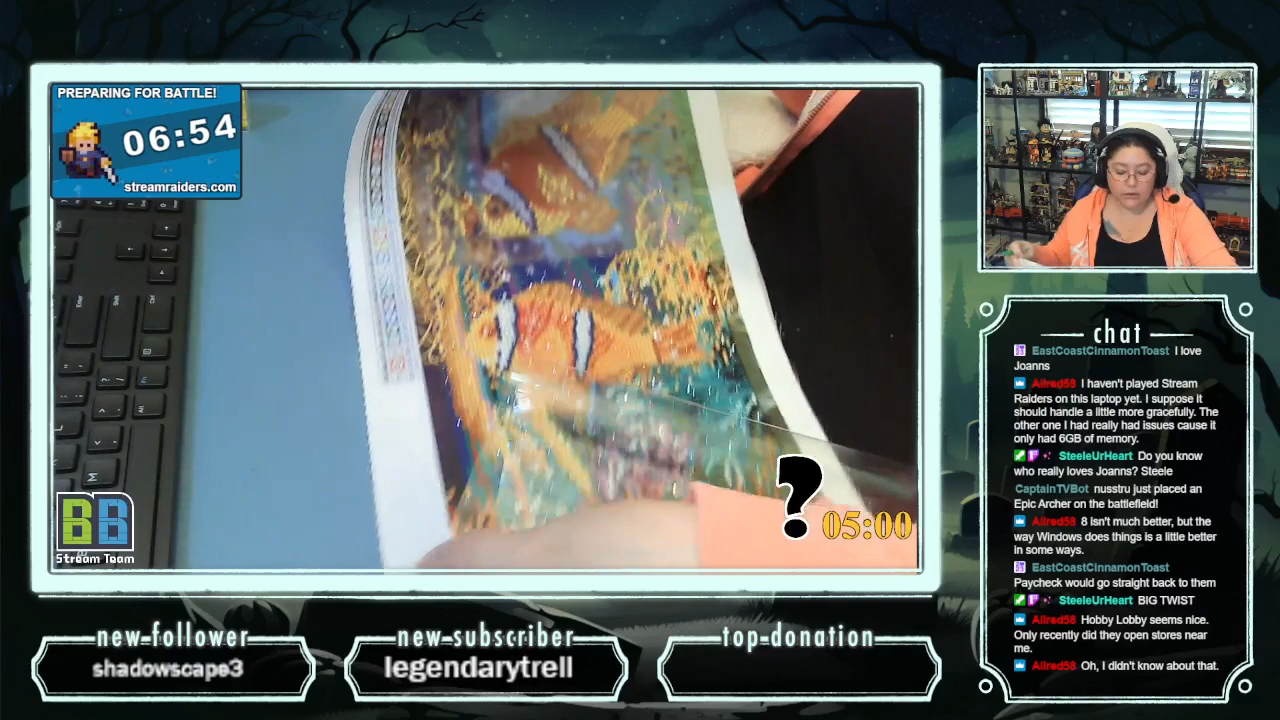 PREPARING FOR BATTLE!
06:54
streamraiders.com
BB
Stream Team
?
05:00
chat
EastCoastCinnamonToast I love
Joanns
Allred58 I haven't played Stream
Raiders on this laptop yet. I suppose it
should handle a little more gracefully. The
other one I had really had issues cause it
only had 6GB of memory.
SteeleUrHeart Do you know
who really loves Joanns? Steele
CaptainTVBot nusstru just placed an
Epic Archer on the battlefield!
Allred58 8 isn't much better, but the
way Windows does things is a little better
in some ways.
EastCoastCinnamonToast
Paycheck would go straight back to them
SteeleUrHeart BIG TWIST
Allred58 Hobby Lobby seems nice.
Only recently did they open stores near
me.
Allred58 Oh, I didn't know about that.
new follower
shadowscape3
new subscriber
legendarytrell
top donation